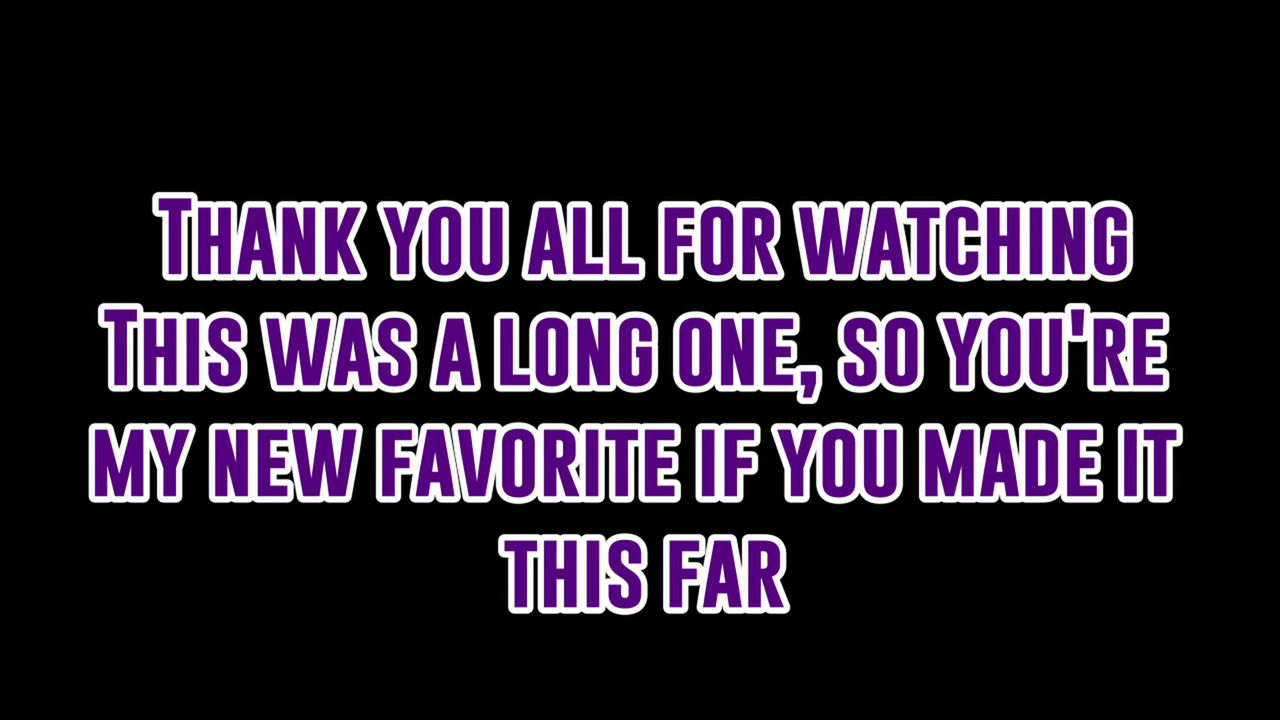 Thank you all for watching
This was a long one, so you're
my new favorite if you made it
this far